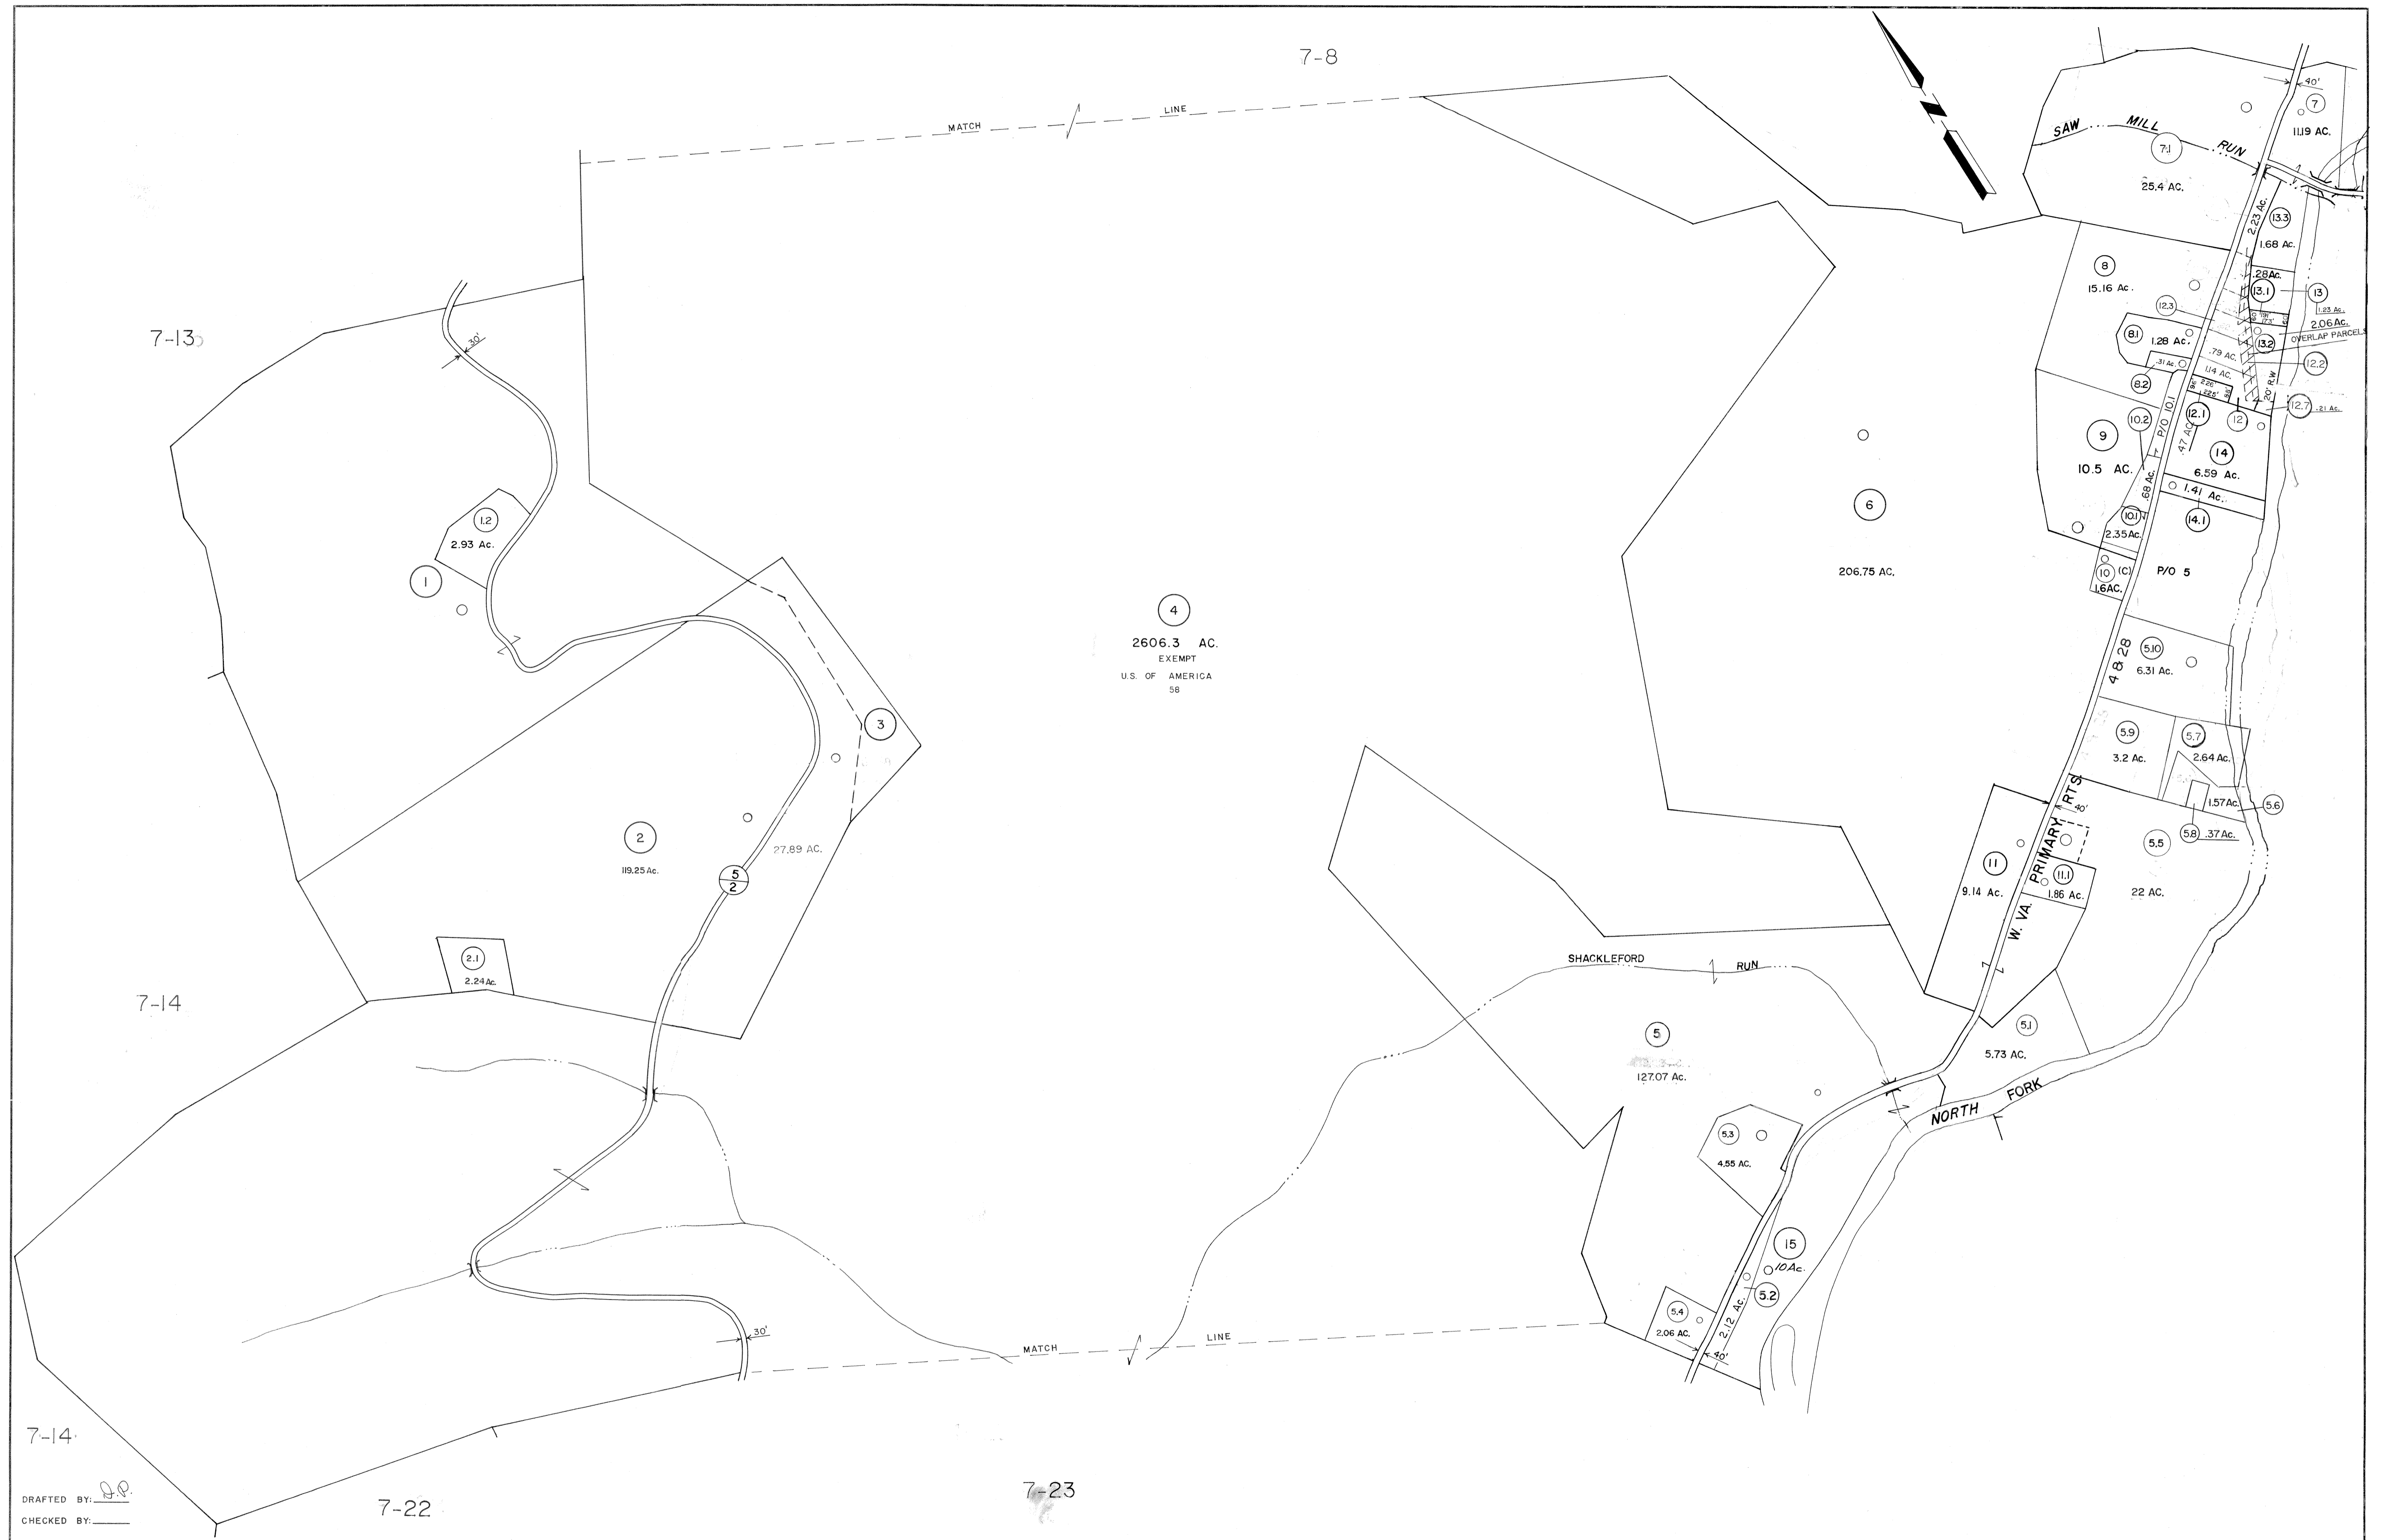 7-8
MATCH LINE
7-13
7-14
7-14
7-22
7-23
DRAFTED BY: J.P.
CHECKED BY:
30'
1.2
2.93 Ac.
1
2
119.25 Ac.
2.1
2.24 Ac.
3
27.89 AC.
5
2
30'
MATCH LINE
4
2606.3 AC.
EXEMPT
U.S. OF AMERICA
58
6
206.75 AC.
SHACKLEFORD RUN
5
127.07 Ac.
5.3
4.55 AC.
5.4
2.06 AC.
40'
2.12 Ac.
5.2
15
10 Ac.
NORTH FORK
5.1
5.73 AC.
W. VA. PRIMARY RTS.
4 & 28
11
9.14 Ac.
11.1
1.86 Ac.
40'
5.5
22 AC.
5.8
.37 Ac.
5.6
1.57 Ac.
5.7
2.64 Ac.
5.9
3.2 Ac.
5.10
6.31 Ac.
P/O 5
10 (C)
1.6 AC.
10.1
2.35 Ac.
.68 Ac.
10.2
P/O 10.1
9
10.5 AC.
14.1
1.41 Ac.
14
6.59 Ac.
.47 AC.
12.1
12
12.7
.21 Ac.
20' R.W
96'
226'
228'
96'
1.14 AC.
.79 AC.
12.2
12.3
8.2
.31 Ac.
8.1
1.28 Ac.
8
15.16 Ac.
13.2
OVERLAP PARCELS
2.06 Ac.
1.23 Ac.
13
13.1
.28 Ac.
13.3
1.68 Ac.
2.23 Ac.
SAW MILL RUN
7.1
25.4 AC.
7
11.19 AC.
40'